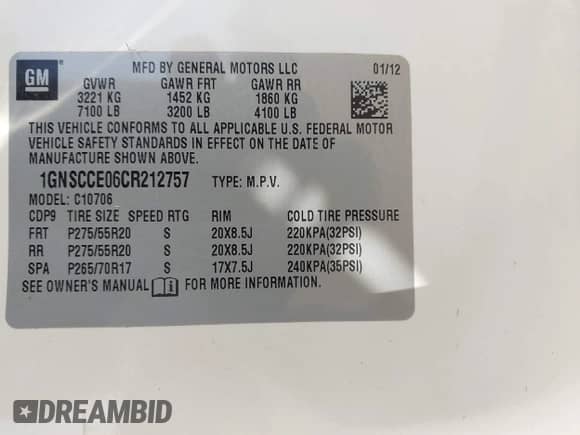 GM
MFD BY GENERAL MOTORS LLC 01/12
GVWR GAWR FRT GAWR RR
3221 KG 1452 KG 1860 KG
7100 LB 3200 LB 4100 LB
THIS VEHICLE CONFORMS TO ALL APPLICABLE U.S. FEDERAL MOTOR
VEHICLE SAFETY STANDARDS IN EFFECT ON THE DATE OF
MANUFACTURE SHOWN ABOVE.
1GNSCCE06CR212757 TYPE: M.P.V.
MODEL: C10706
CDP9 TIRE SIZE SPEED RTG RIM COLD TIRE PRESSURE
FRT P275/55R20 S 20X8.5J 220KPA(32PSI)
RR P275/55R20 S 20X8.5J 220KPA(32PSI)
SPA P265/70R17 S 17X7.5J 240KPA(35PSI)
SEE OWNER'S MANUAL FOR MORE INFORMATION.
DREAMBID